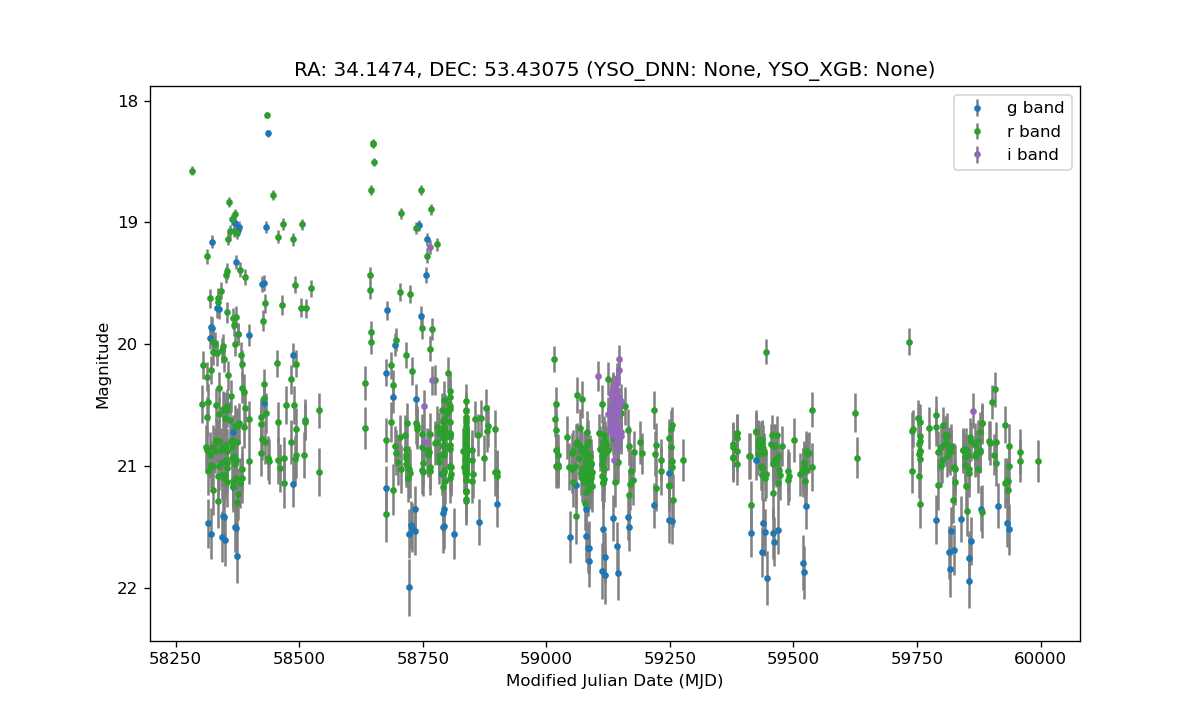 RA: 34.1474, DEC: 53.43075 (YSO_DNN: None, YSO_XGB: None)
g band
r band
i band
18
19
20
21
22
Magnitude
58250 58500 58750 59000 59250 59500 59750 60000
Modified Julian Date (MJD)